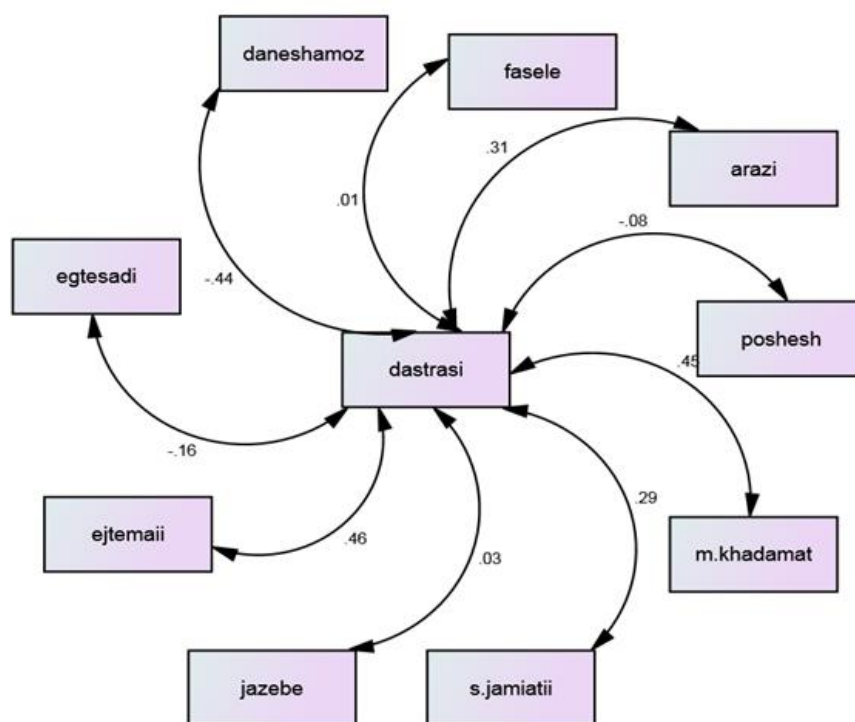 daneshamoz
fasele
.31
arazi
.01
-.08
egtesadi
-.44
poshesh
dastrasi
.45
-.16
.29
ejtemaii
.46
m.khadamat
.03
jazebe
s.jamiatii